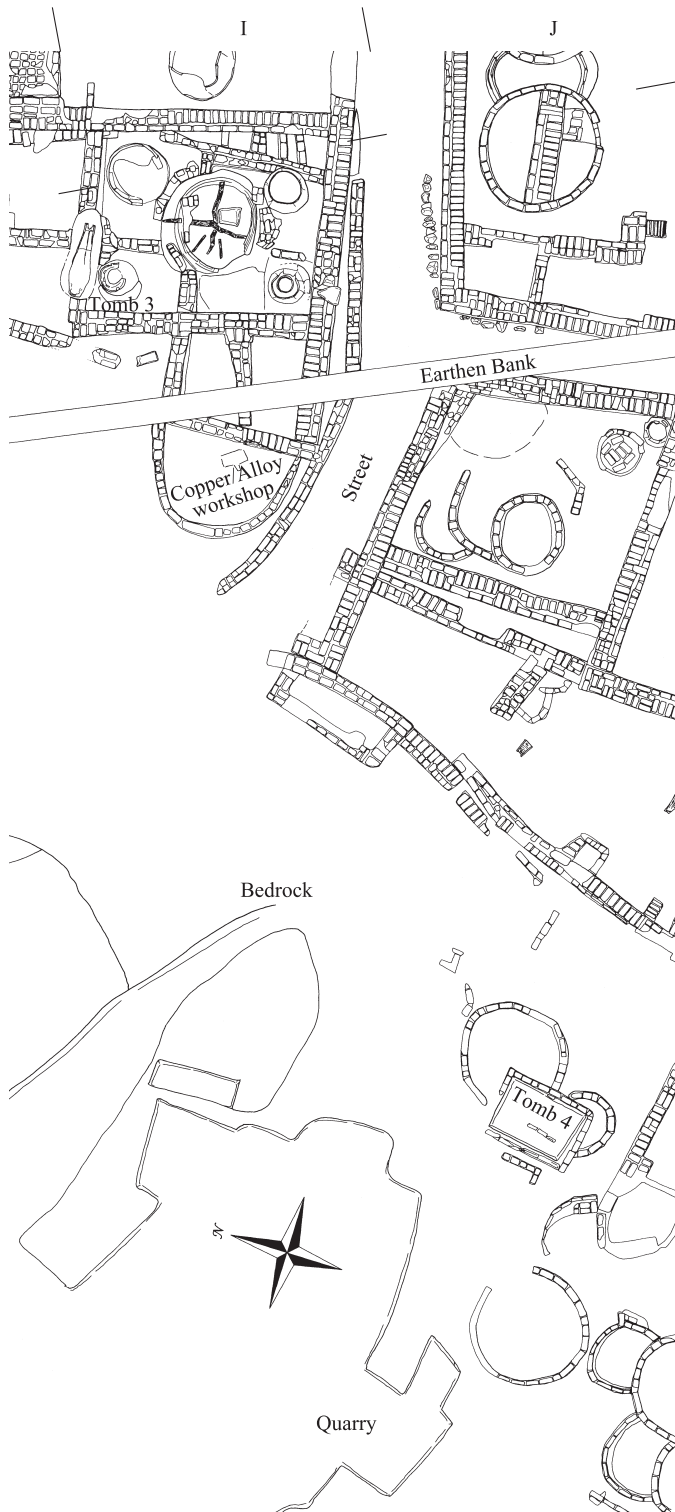 I J
Tomb 3
Earthen Bank
Street
Copper/Alloy
workshop
Bedrock
Tomb 4
N
Quarry